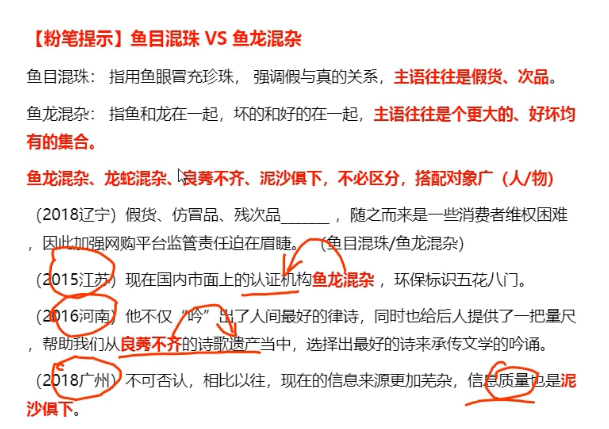 【粉笔提示】鱼目混珠 VS 鱼龙混杂
鱼目混珠： 指用鱼眼冒充珍珠， 强调假与真的关系，主语往往是假货、次品。
鱼龙混杂： 指鱼和龙在一起，坏的和好的在一起，主语往往是个更大的、好坏均
有的集合。
鱼龙混杂、龙蛇混杂、良莠不齐、泥沙俱下，不必区分，搭配对象广（人/物）
（2018辽宁）假货、仿冒品、残次品_______ ，随之而来是一些消费者维权困难
，因此加强网购平台监管责任迫在眉睫。（鱼目混珠/鱼龙混杂）
（2015江苏）现在国内市面上的认证机构鱼龙混杂 ，环保标识五花八门。
（2016河南）他不仅“吟”出了人间最好的律诗，同时也给后人提供了一把量尺
，帮助我们从良莠不齐的诗歌遗产当中，选择出最好的诗来承传文学的吟诵。
（2018广州）不可否认，相比以往，现在的信息来源更加芜杂，信息质量也是泥
沙俱下。